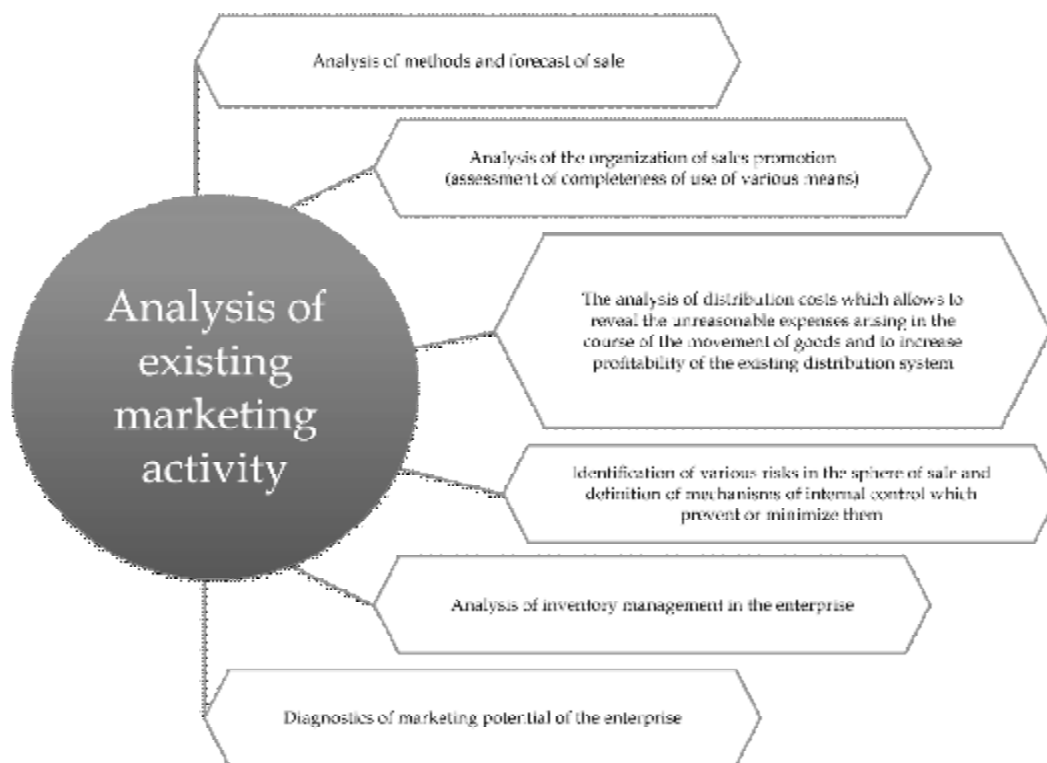 Analysis of methods and forecast of sale
Analysis of the organization of sales promotion
(assessment of completeness of use of various means)
The analysis of distribution costs which allows to
reveal the unreasonable expenses arising in the
course of the movement of goods and to increase
profitability of the existing distribution system
Analysis of
existing
marketing
activity
Identification of various risks in the sphere of sale and
definition of mechanisms of internal control which
prevent or minimize them
Analysis of inventory management in the enterprise
Diagnostics of marketing potential of the enterprise